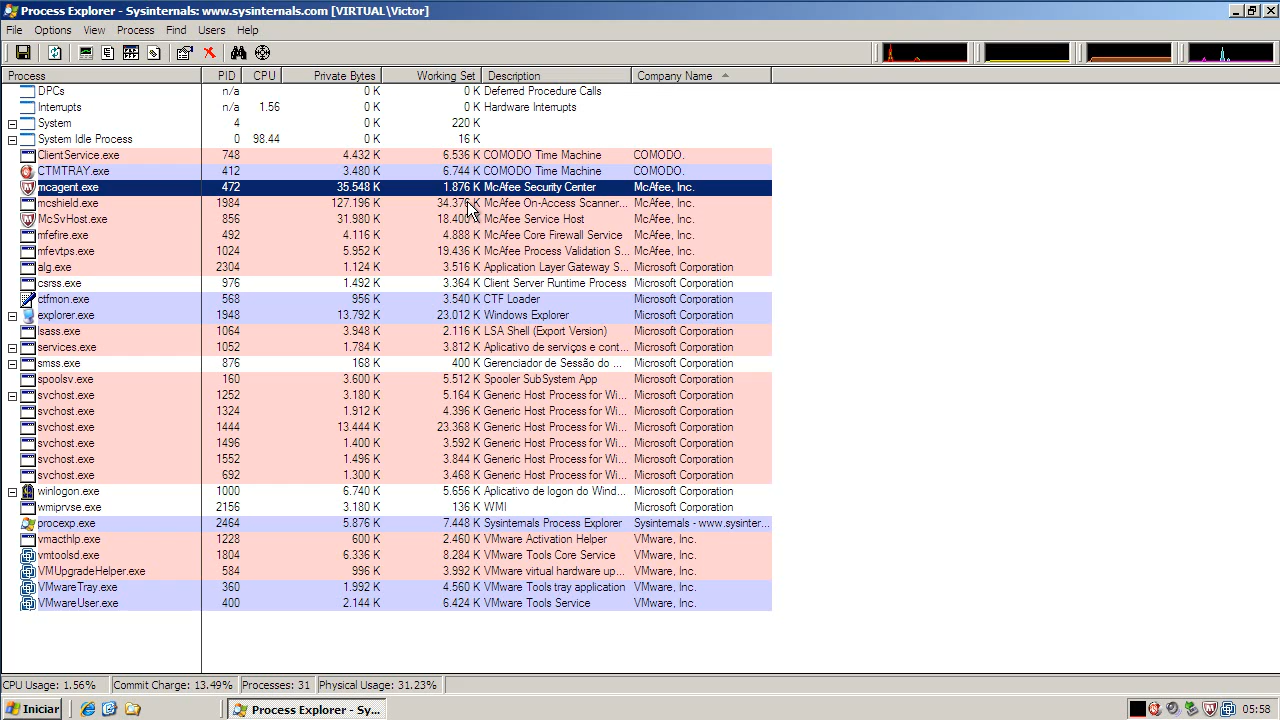 Process Explorer - Sysinternals: www.sysinternals.com [VIRTUAL\Victor]
File Options View Process Find Users Help
Process PID CPU Private Bytes Working Set Description Company Name
DPCs n/a 0 K 0 K Deferred Procedure Calls
Interrupts n/a 1.56 0 K 0 K Hardware Interrupts
System 4 0 K 220 K
System Idle Process 0 98.44 0 K 16 K
ClientService.exe 748 4.432 K 6.536 K COMODO Time Machine COMODO.
CTMTRAY.exe 412 3.480 K 6.744 K COMODO Time Machine COMODO.
mcagent.exe 472 35.548 K 1.876 K McAfee Security Center McAfee, Inc.
mcshield.exe 1984 127.196 K 34.376 K McAfee On-Access Scanner... McAfee, Inc.
McSvHost.exe 856 31.980 K 18.400 K McAfee Service Host McAfee, Inc.
mfefire.exe 492 4.116 K 4.888 K McAfee Core Firewall Service McAfee, Inc.
mfevtps.exe 1024 5.952 K 19.436 K McAfee Process Validation S... McAfee, Inc.
alg.exe 2304 1.124 K 3.516 K Application Layer Gateway S... Microsoft Corporation
csrss.exe 976 1.492 K 3.364 K Client Server Runtime Process Microsoft Corporation
ctfmon.exe 568 956 K 3.540 K CTF Loader Microsoft Corporation
explorer.exe 1948 13.792 K 23.012 K Windows Explorer Microsoft Corporation
lsass.exe 1064 3.948 K 2.116 K LSA Shell (Export Version) Microsoft Corporation
services.exe 1052 1.784 K 3.812 K Aplicativo de serviços e cont... Microsoft Corporation
smss.exe 876 168 K 400 K Gerenciador de Sessão do ... Microsoft Corporation
spoolsv.exe 160 3.600 K 5.512 K Spooler SubSystem App Microsoft Corporation
svchost.exe 1252 3.180 K 5.164 K Generic Host Process for Wi... Microsoft Corporation
svchost.exe 1324 1.912 K 4.396 K Generic Host Process for Wi... Microsoft Corporation
svchost.exe 1444 13.444 K 23.368 K Generic Host Process for Wi... Microsoft Corporation
svchost.exe 1496 1.400 K 3.592 K Generic Host Process for Wi... Microsoft Corporation
svchost.exe 1552 1.496 K 3.844 K Generic Host Process for Wi... Microsoft Corporation
svchost.exe 692 1.300 K 3.468 K Generic Host Process for Wi... Microsoft Corporation
winlogon.exe 1000 6.740 K 5.656 K Aplicativo de logon do Wind... Microsoft Corporation
wmiprvse.exe 2156 3.180 K 136 K WMI Microsoft Corporation
procexp.exe 2464 5.876 K 7.448 K Sysinternals Process Explorer Sysinternals - www.sysinter...
vmacthlp.exe 1228 600 K 2.460 K VMware Activation Helper VMware, Inc.
vmtoolsd.exe 1804 6.336 K 8.284 K VMware Tools Core Service VMware, Inc.
VMUpgradeHelper.exe 584 996 K 3.992 K VMware virtual hardware up... VMware, Inc.
VMwareTray.exe 360 1.992 K 4.560 K VMware Tools tray application VMware, Inc.
VMwareUser.exe 400 2.144 K 6.424 K VMware Tools Service VMware, Inc.
CPU Usage: 1.56% Commit Charge: 13.49% Processes: 31 Physical Usage: 31.23%
Iniciar Process Explorer - Sy... 05:58